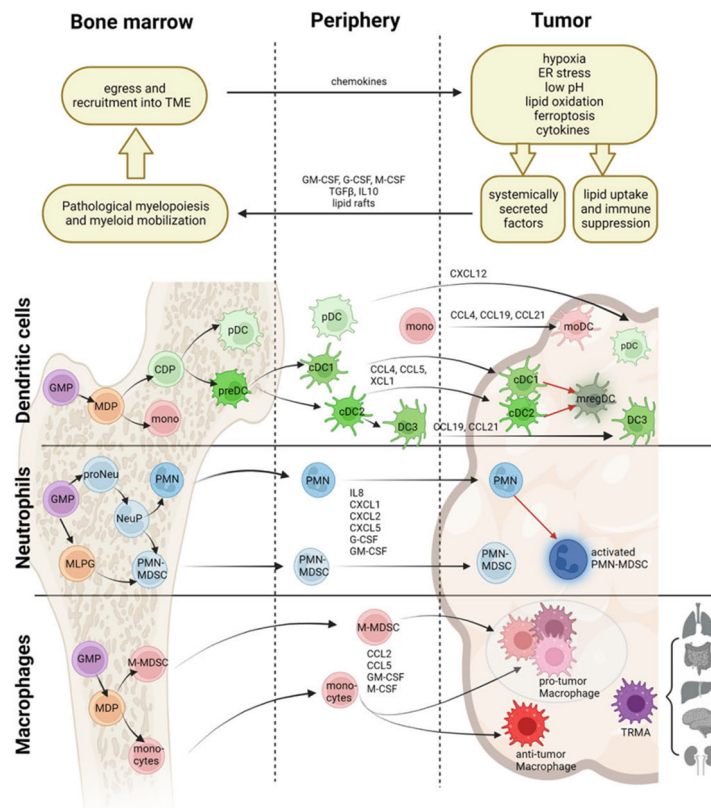 Bone marrow
Periphery
Tumor
egress and
recruitment into TME
chemokines
hypoxia
ER stress
low pH
lipid oxidation
ferroptosis
cytokines
Pathological myelopoiesis
and myeloid mobilization
GM-CSF, G-CSF, M-CSF
TGFβ, IL10
lipid rafts
systemically
secreted
factors
lipid uptake
and immune
suppression
Dendritic cells
GMP
MDP
CDP
mono
pDC
preDC
pDC
mono
cDC1
cDC2
DC3
CXCL12
CCL4, CCL19, CCL21
CCL4, CCL5,
XCL1
CCL19, CCL21
moDC
pDC
cDC1
cDC2
mregDC
DC3
Neutrophils
GMP
proNeu
NeuP
MLPG
PMN
PMN-
MDSC
PMN
PMN-
MDSC
IL8
CXCL1
CXCL2
CXCL5
G-CSF
GM-CSF
PMN
PMN-
MDSC
activated
PMN-MDSC
Macrophages
GMP
MDP
M-MDSC
mono-
cytes
M-MDSC
CCL2
CCL5
GM-CSF
M-CSF
mono-
cytes
pro-tumor
Macrophage
anti-tumor
Macrophage
TRMA